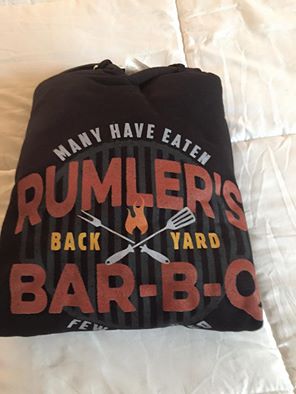 MANY HAVE EATEN
RUMLER'S
BACK YARD
BAR-B-Q